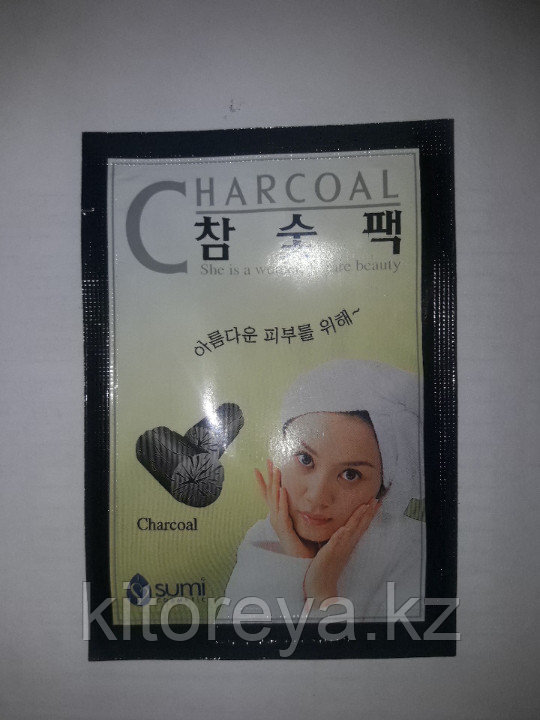 CHARCOAL
참 숯 팩
She is a beauty
아름다운 피부를 위해~
Charcoal
sumi
COSMETIC
kitoreya.kz